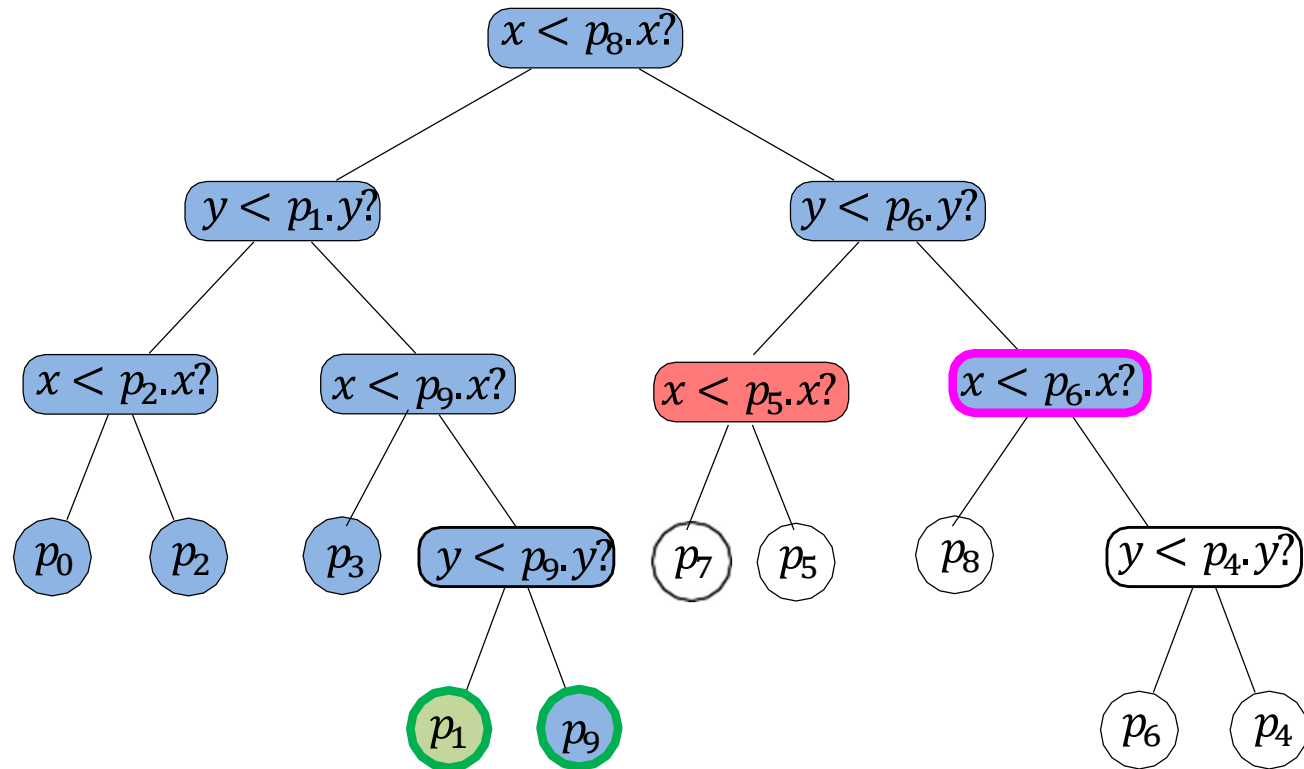 x < p₈.x?
y < p₁.y?
y < p₆.y?
x < p₂.x?
x < p₉.x?
x < p₅.x?
x < p₆.x?
p₀
p₂
p₃
y < p₉.y?
p₇
p₅
p₈
y < p₄.y?
p₁
p₉
p₆
p₄